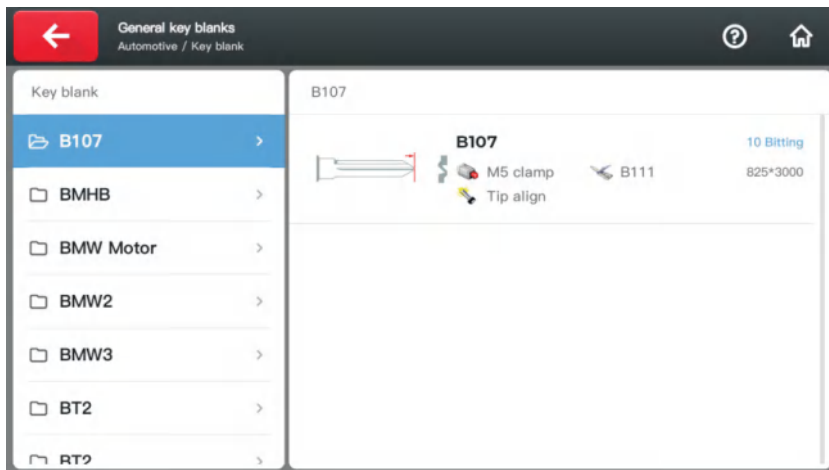 General key blanks
Automotive / Key blank
Key blank
B107
BMHB
BMW Motor
BMW2
BMW3
BT2
B107
B107
10 Bitting
M5 clamp
B111
825*3000
Tip align